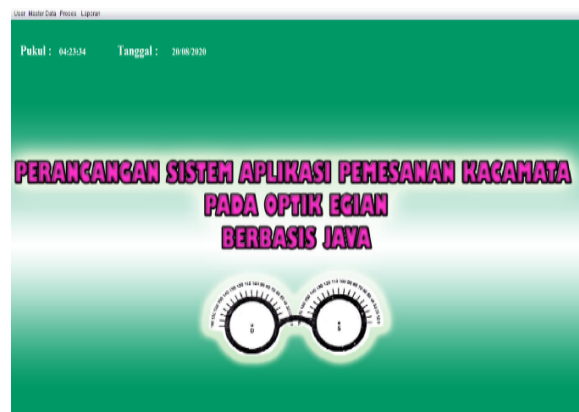 User Master Data Proses Laporan
Pukul : 04:23:34 Tanggal : 20/08/2020
PERANCANGAN SISTEM APLIKASI PEMESANAN KACAMATA
PADA OPTIK EGIAN
BERBASIS JAVA